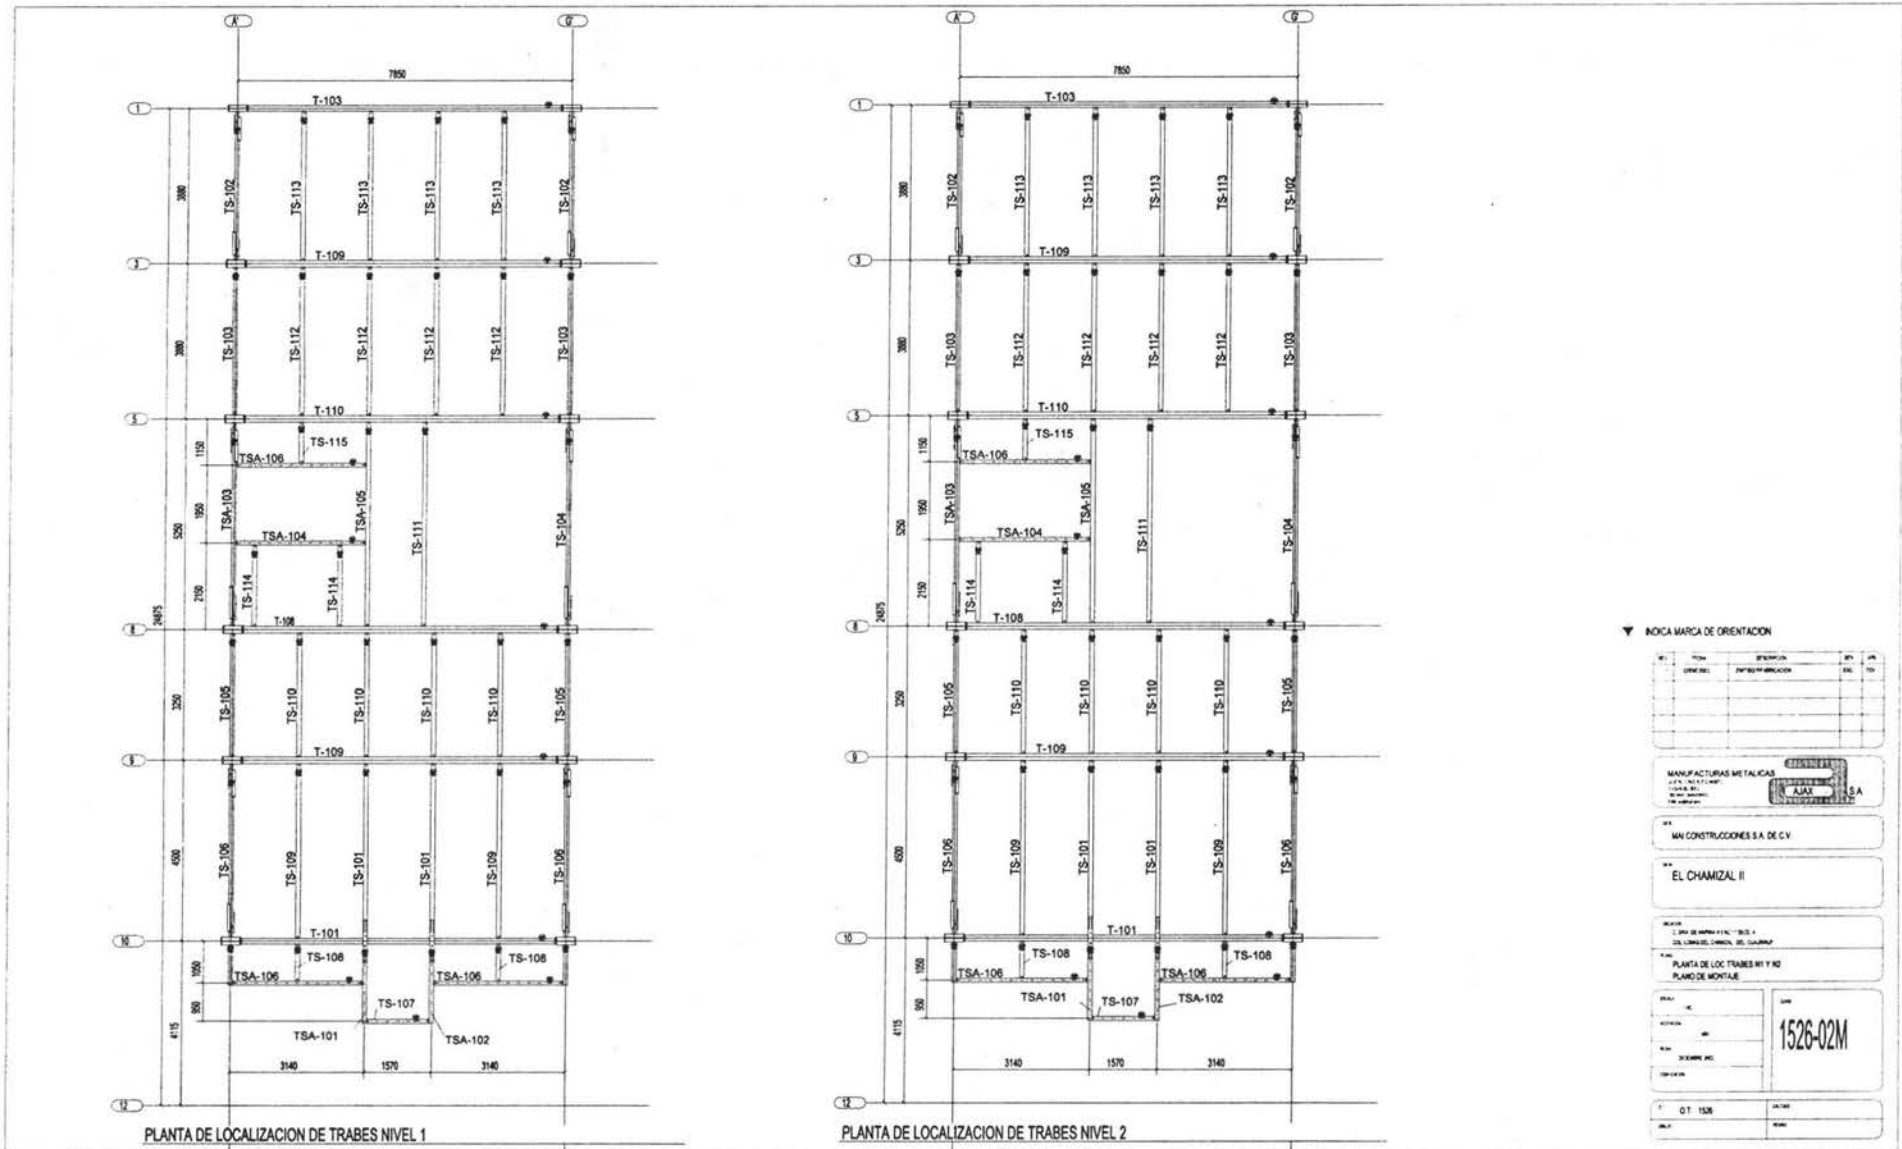 A' G'
7850
1 T-103
3880
TS-102 TS-113 TS-113 TS-113 TS-113 TS-102
3 T-109
3880
TS-103 TS-112 TS-112 TS-112 TS-112 TS-103
5 T-110
1150
TS-115
TSA-106
1950
5250
TSA-103 TSA-105 TS-111 TS-104
TSA-104
2150
TS-114 TS-114
24875
8 T-108
3250
TS-105 TS-110 TS-110 TS-110 TS-110 TS-105
9 T-109
4500
TS-106 TS-109 TS-101 TS-101 TS-109 TS-106
10 T-101
1050
TS-108 TS-108
TSA-106 TSA-106
950
TS-107
TSA-101
TSA-102
4115
3140 1570 3140
12
PLANTA DE LOCALIZACION DE TRABES NIVEL 1
A' G'
7850
1 T-103
3880
TS-102 TS-113 TS-113 TS-113 TS-113 TS-102
3 T-109
3880
TS-103 TS-112 TS-112 TS-112 TS-112 TS-103
5 T-110
1150
TS-115
TSA-106
1950
5250
TSA-103 TSA-105 TS-111 TS-104
TSA-104
2150
TS-114 TS-114
24875
8 T-108
3250
TS-105 TS-110 TS-110 TS-110 TS-110 TS-105
9 T-109
4500
TS-106 TS-109 TS-101 TS-101 TS-109 TS-106
10 T-101
1050
TS-108 TS-108
TSA-106 TSA-106
950
TSA-101 TS-107 TSA-102
4115
3140 1570 3140
12
PLANTA DE LOCALIZACION DE TRABES NIVEL 2
INDICA MARCA DE ORIENTACION
MANUFACTURAS METALICAS
AJAX S A
MAI CONSTRUCCIONES S.A. DE C.V.
EL CHAMIZAL II
PLANTA DE LOC TRABES N1 Y N2
PLANO DE MONTAJE
1526-02M
O T 1526